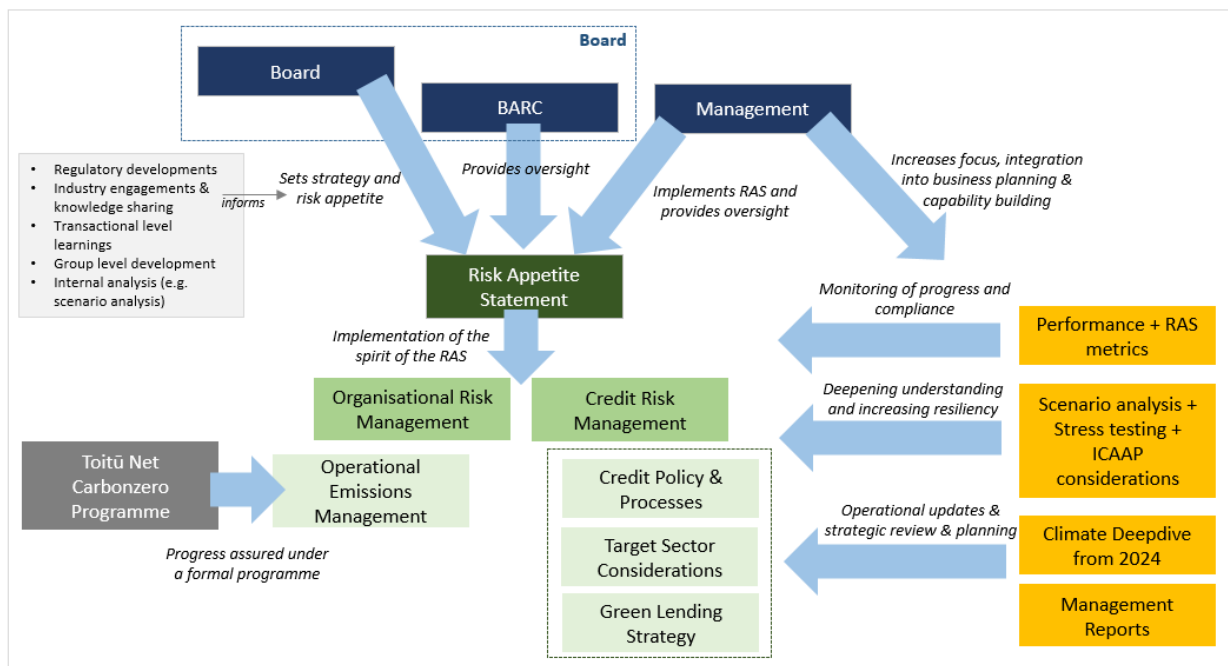 Board
Board
BARC
Management
• Regulatory developments
• Industry engagements &
knowledge sharing
• Transactional level
learnings
• Group level development
• Internal analysis (e.g.
scenario analysis)
informs
Sets strategy and
risk appetite
Provides oversight
Implements RAS and
provides oversight
Increases focus, integration
into business planning &
capability building
Risk Appetite
Statement
Implementation of the
spirit of the RAS
Monitoring of progress and
compliance
Performance + RAS
metrics
Organisational Risk
Management
Credit Risk
Management
Deepening understanding
and increasing resiliency
Scenario analysis +
Stress testing +
ICAAP
considerations
Toitū Net
Carbonzero
Programme
Operational
Emissions
Management
Progress assured under
a formal programme
Credit Policy &
Processes
Target Sector
Considerations
Green Lending
Strategy
Operational updates &
strategic review & planning
Climate Deepdive
from 2024
Management
Reports